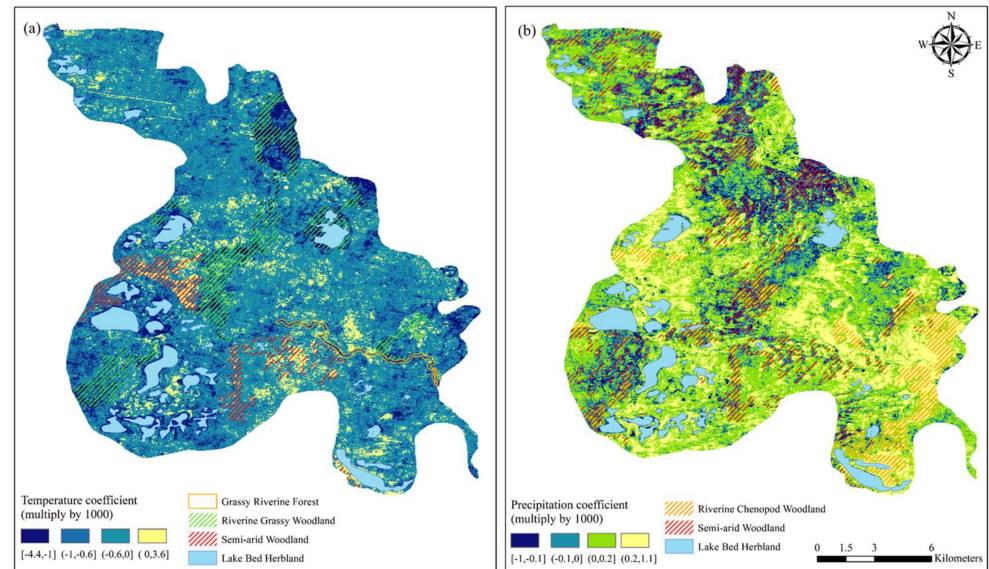 (a)
Temperature coefficient
(multiply by 1000)
[-4.4,-1] (-1,-0.6] (-0.6,0] ( 0,3.6]
Grassy Riverine Forest
Riverine Grassy Woodland
Semi-arid Woodland
Lake Bed Herbland
(b)
N
W E
S
Precipitation coefficient
(multiply by 1000)
[-1,-0.1] (-0.1,0] (0,0.2] (0.2,1.1]
Riverine Chenopod Woodland
Semi-arid Woodland
Lake Bed Herbland
0 1.5 3 6
Kilometers